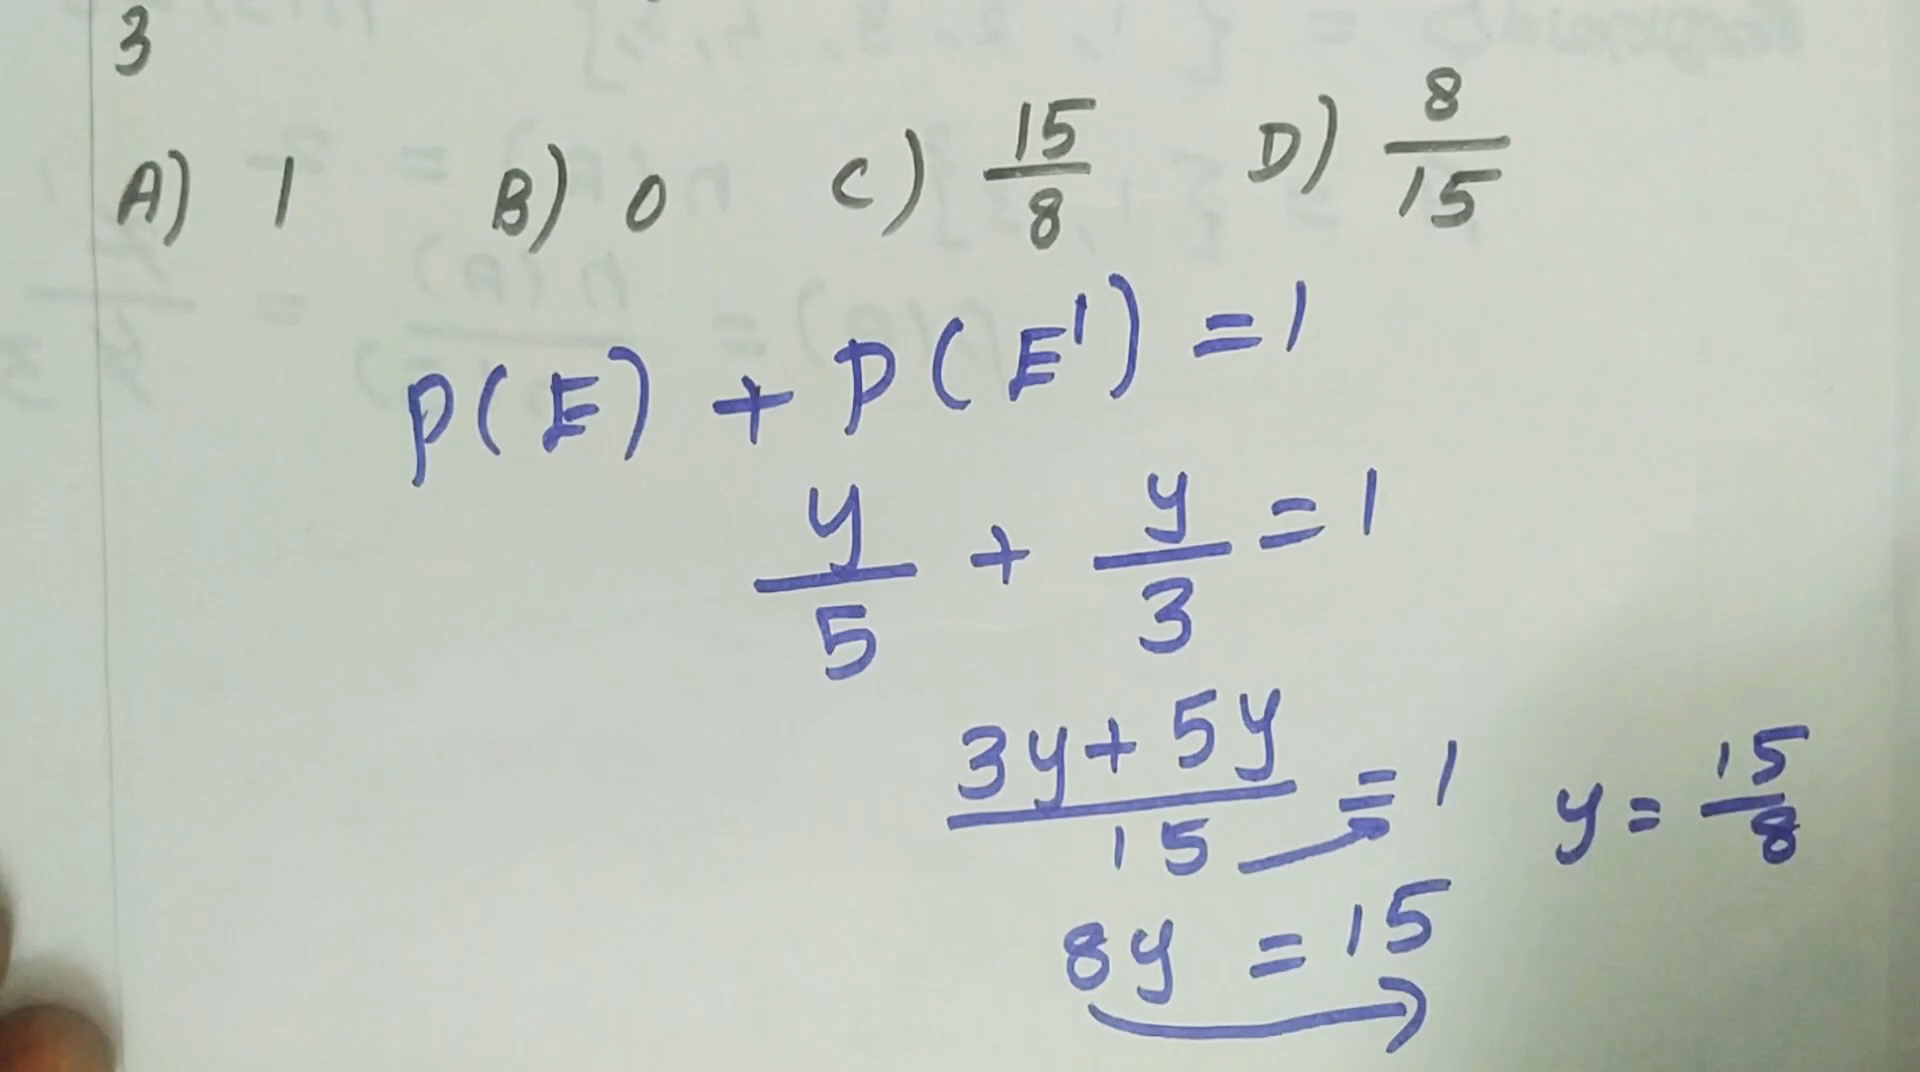 3
A) 1 B) 0 C) 15/8 D) 8/15
P(E) + P(E') = 1
y/5 + y/3 = 1
3y + 5y/15 = 1 y = 15/8
8y = 15